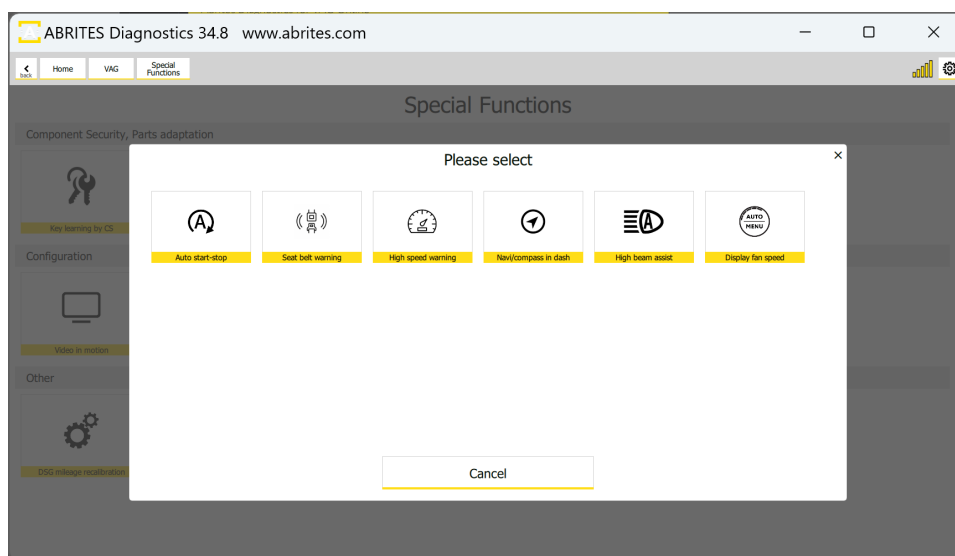 ABRITES Diagnostics 34.8 www.abrites.com
back
Home
VAG
Special
Functions
Special Functions
Component Security, Parts adaptation
Please select
Key learning by CS
Auto start-stop
Seat belt warning
High speed warning
Navi/compass in dash
AUTO
MENU
High beam assist
Display fan speed
Configuration
Video in motion
Other
DSG mileage recalibration
Cancel